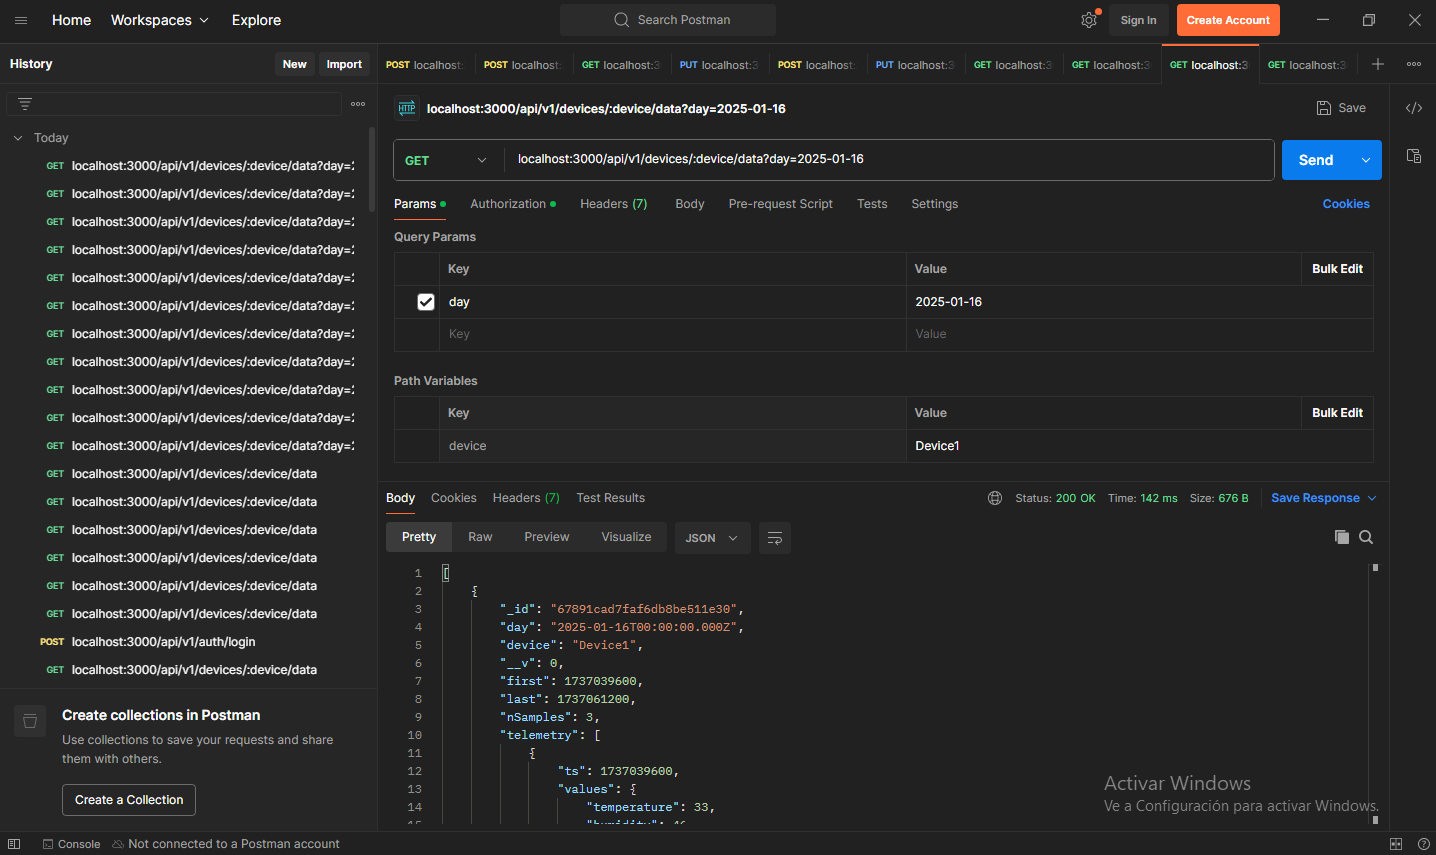 Home Workspaces Explore Search Postman Sign In Create Account
History New Import
POST localhost: POST localhost: GET localhost:3 PUT localhost:3 POST localhost: PUT localhost:3 GET localhost:3 GET localhost:3 GET localhost:3 GET localhost:3
Today
GET localhost:3000/api/v1/devices/:device/data?day=2
GET localhost:3000/api/v1/devices/:device/data?day=2
GET localhost:3000/api/v1/devices/:device/data?day=2
GET localhost:3000/api/v1/devices/:device/data?day=2
GET localhost:3000/api/v1/devices/:device/data?day=2
GET localhost:3000/api/v1/devices/:device/data?day=2
GET localhost:3000/api/v1/devices/:device/data?day=2
GET localhost:3000/api/v1/devices/:device/data?day=2
GET localhost:3000/api/v1/devices/:device/data?day=2
GET localhost:3000/api/v1/devices/:device/data?day=2
GET localhost:3000/api/v1/devices/:device/data?day=2
GET localhost:3000/api/v1/devices/:device/data
GET localhost:3000/api/v1/devices/:device/data
GET localhost:3000/api/v1/devices/:device/data
GET localhost:3000/api/v1/devices/:device/data
GET localhost:3000/api/v1/devices/:device/data
GET localhost:3000/api/v1/devices/:device/data
POST localhost:3000/api/v1/auth/login
GET localhost:3000/api/v1/devices/:device/data
Create collections in Postman
Use collections to save your requests and share
them with others.
Create a Collection
HTTP localhost:3000/api/v1/devices/:device/data?day=2025-01-16 Save
GET localhost:3000/api/v1/devices/:device/data?day=2025-01-16 Send
Params Authorization Headers (7) Body Pre-request Script Tests Settings Cookies
Query Params
Key Value Bulk Edit
day 2025-01-16
Key Value
Path Variables
Key Value Bulk Edit
device Device1
Body Cookies Headers (7) Test Results Status: 200 OK Time: 142 ms Size: 676 B Save Response
Pretty Raw Preview Visualize JSON
1 [
2 {
3 "_id": "67891cad7faf6db8be511e30",
4 "day": "2025-01-16T00:00:00.000Z",
5 "device": "Device1",
6 "__v": 0,
7 "first": 1737039600,
8 "last": 1737061200,
9 "nSamples": 3,
10 "telemetry": [
11 {
12 "ts": 1737039600,
13 "values": {
14 "temperature": 33,
15 "humidity": 46
Activar Windows
Ve a Configuración para activar Windows.
Console Not connected to a Postman account